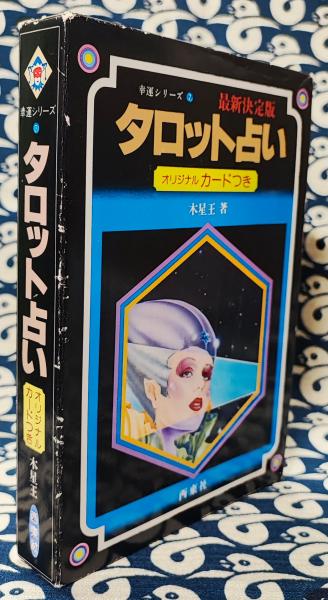 幸運シリーズ
⑦
タロット占い
オリジナル
カードつき
木星王
幸運シリーズ⑦
最新決定版
タロット占い
オリジナルカードつき
木星王 著
西東社